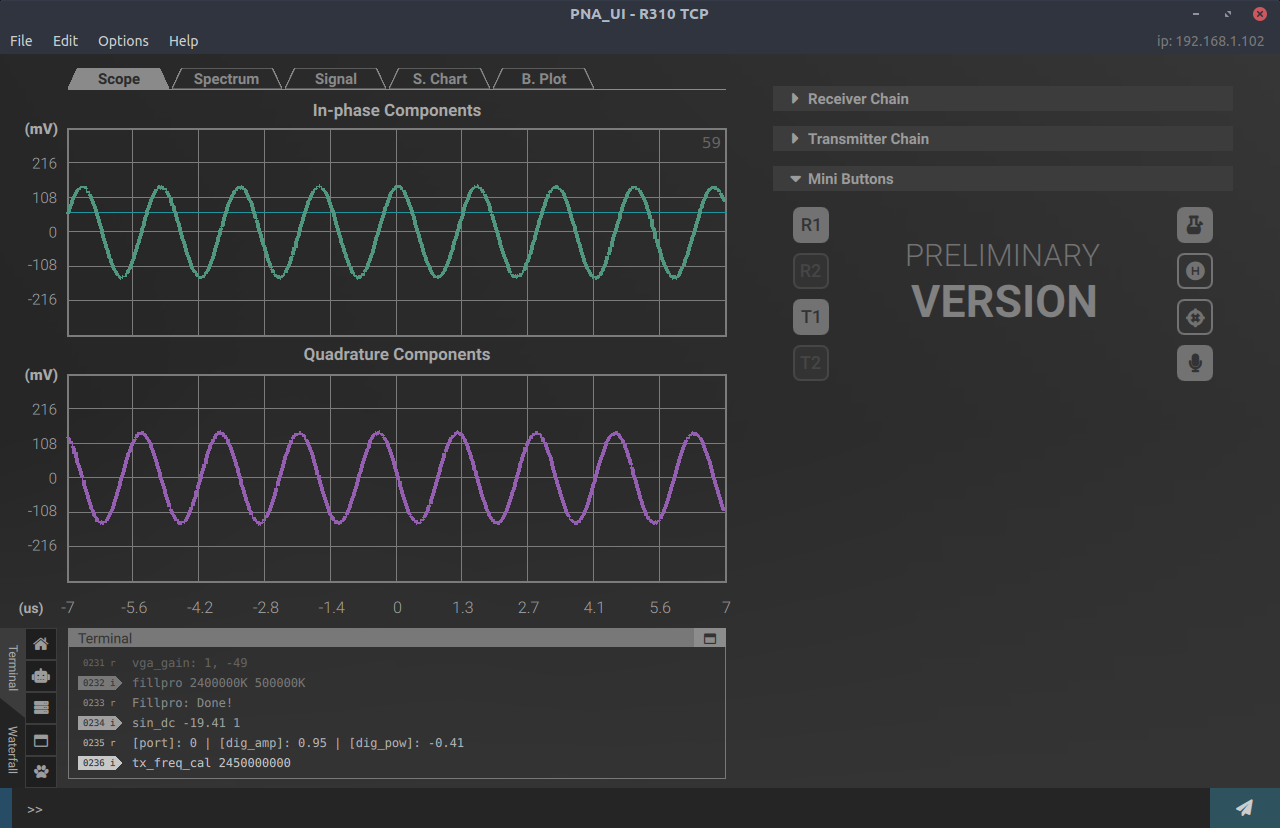 PNA_UI - R310 TCP
File Edit Options Help
ip: 192.168.1.102
Scope Spectrum Signal S. Chart B. Plot
In-phase Components
(mV)
59
216
108
0
-108
-216
Quadrature Components
(mV)
216
108
0
-108
-216
(us) -7 -5.6 -4.2 -2.8 -1.4 0 1.3 2.7 4.1 5.6 7
Receiver Chain
Transmitter Chain
Mini Buttons
R1
R2
T1
T2
PRELIMINARY
VERSION
H
Terminal
Waterfall
Terminal
0231 r vga_gain: 1, -49
0232 i fillpro 2400000K 500000K
0233 r Fillpro: Done!
0234 i sin_dc -19.41 1
0235 r [port]: 0 | [dig_amp]: 0.95 | [dig_pow]: -0.41
0236 i tx_freq_cal 2450000000
>>